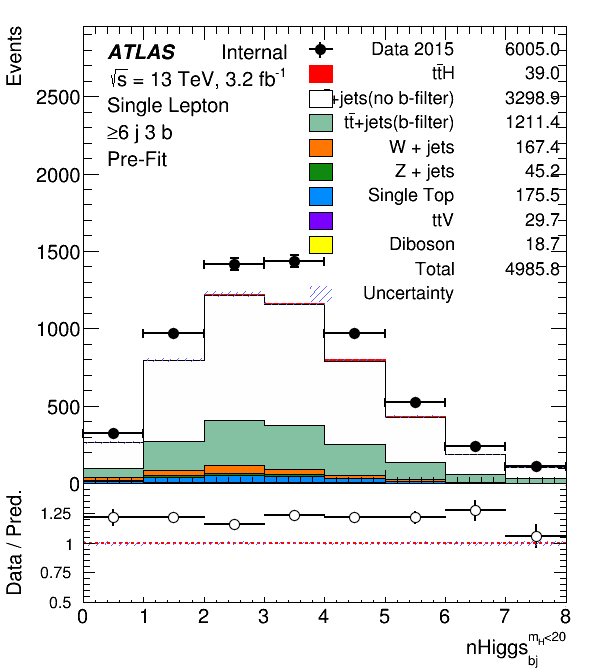 Events
ATLAS Internal
√s = 13 TeV, 3.2 fb⁻¹
Single Lepton
≥6 j 3 b
Pre-Fit
Data 2015 6005.0
tt̄H 39.0
+jets(no b-filter) 3298.9
tt̄+jets(b-filter) 1211.4
W + jets 167.4
Z + jets 45.2
Single Top 175.5
ttV 29.7
Diboson 18.7
Total 4985.8
Uncertainty
2500
2000
1500
1000
500
0
Data / Pred.
1.25
1
0.75
0.5
0 1 2 3 4 5 6 7 8
nHiggs_bj^m_H<20